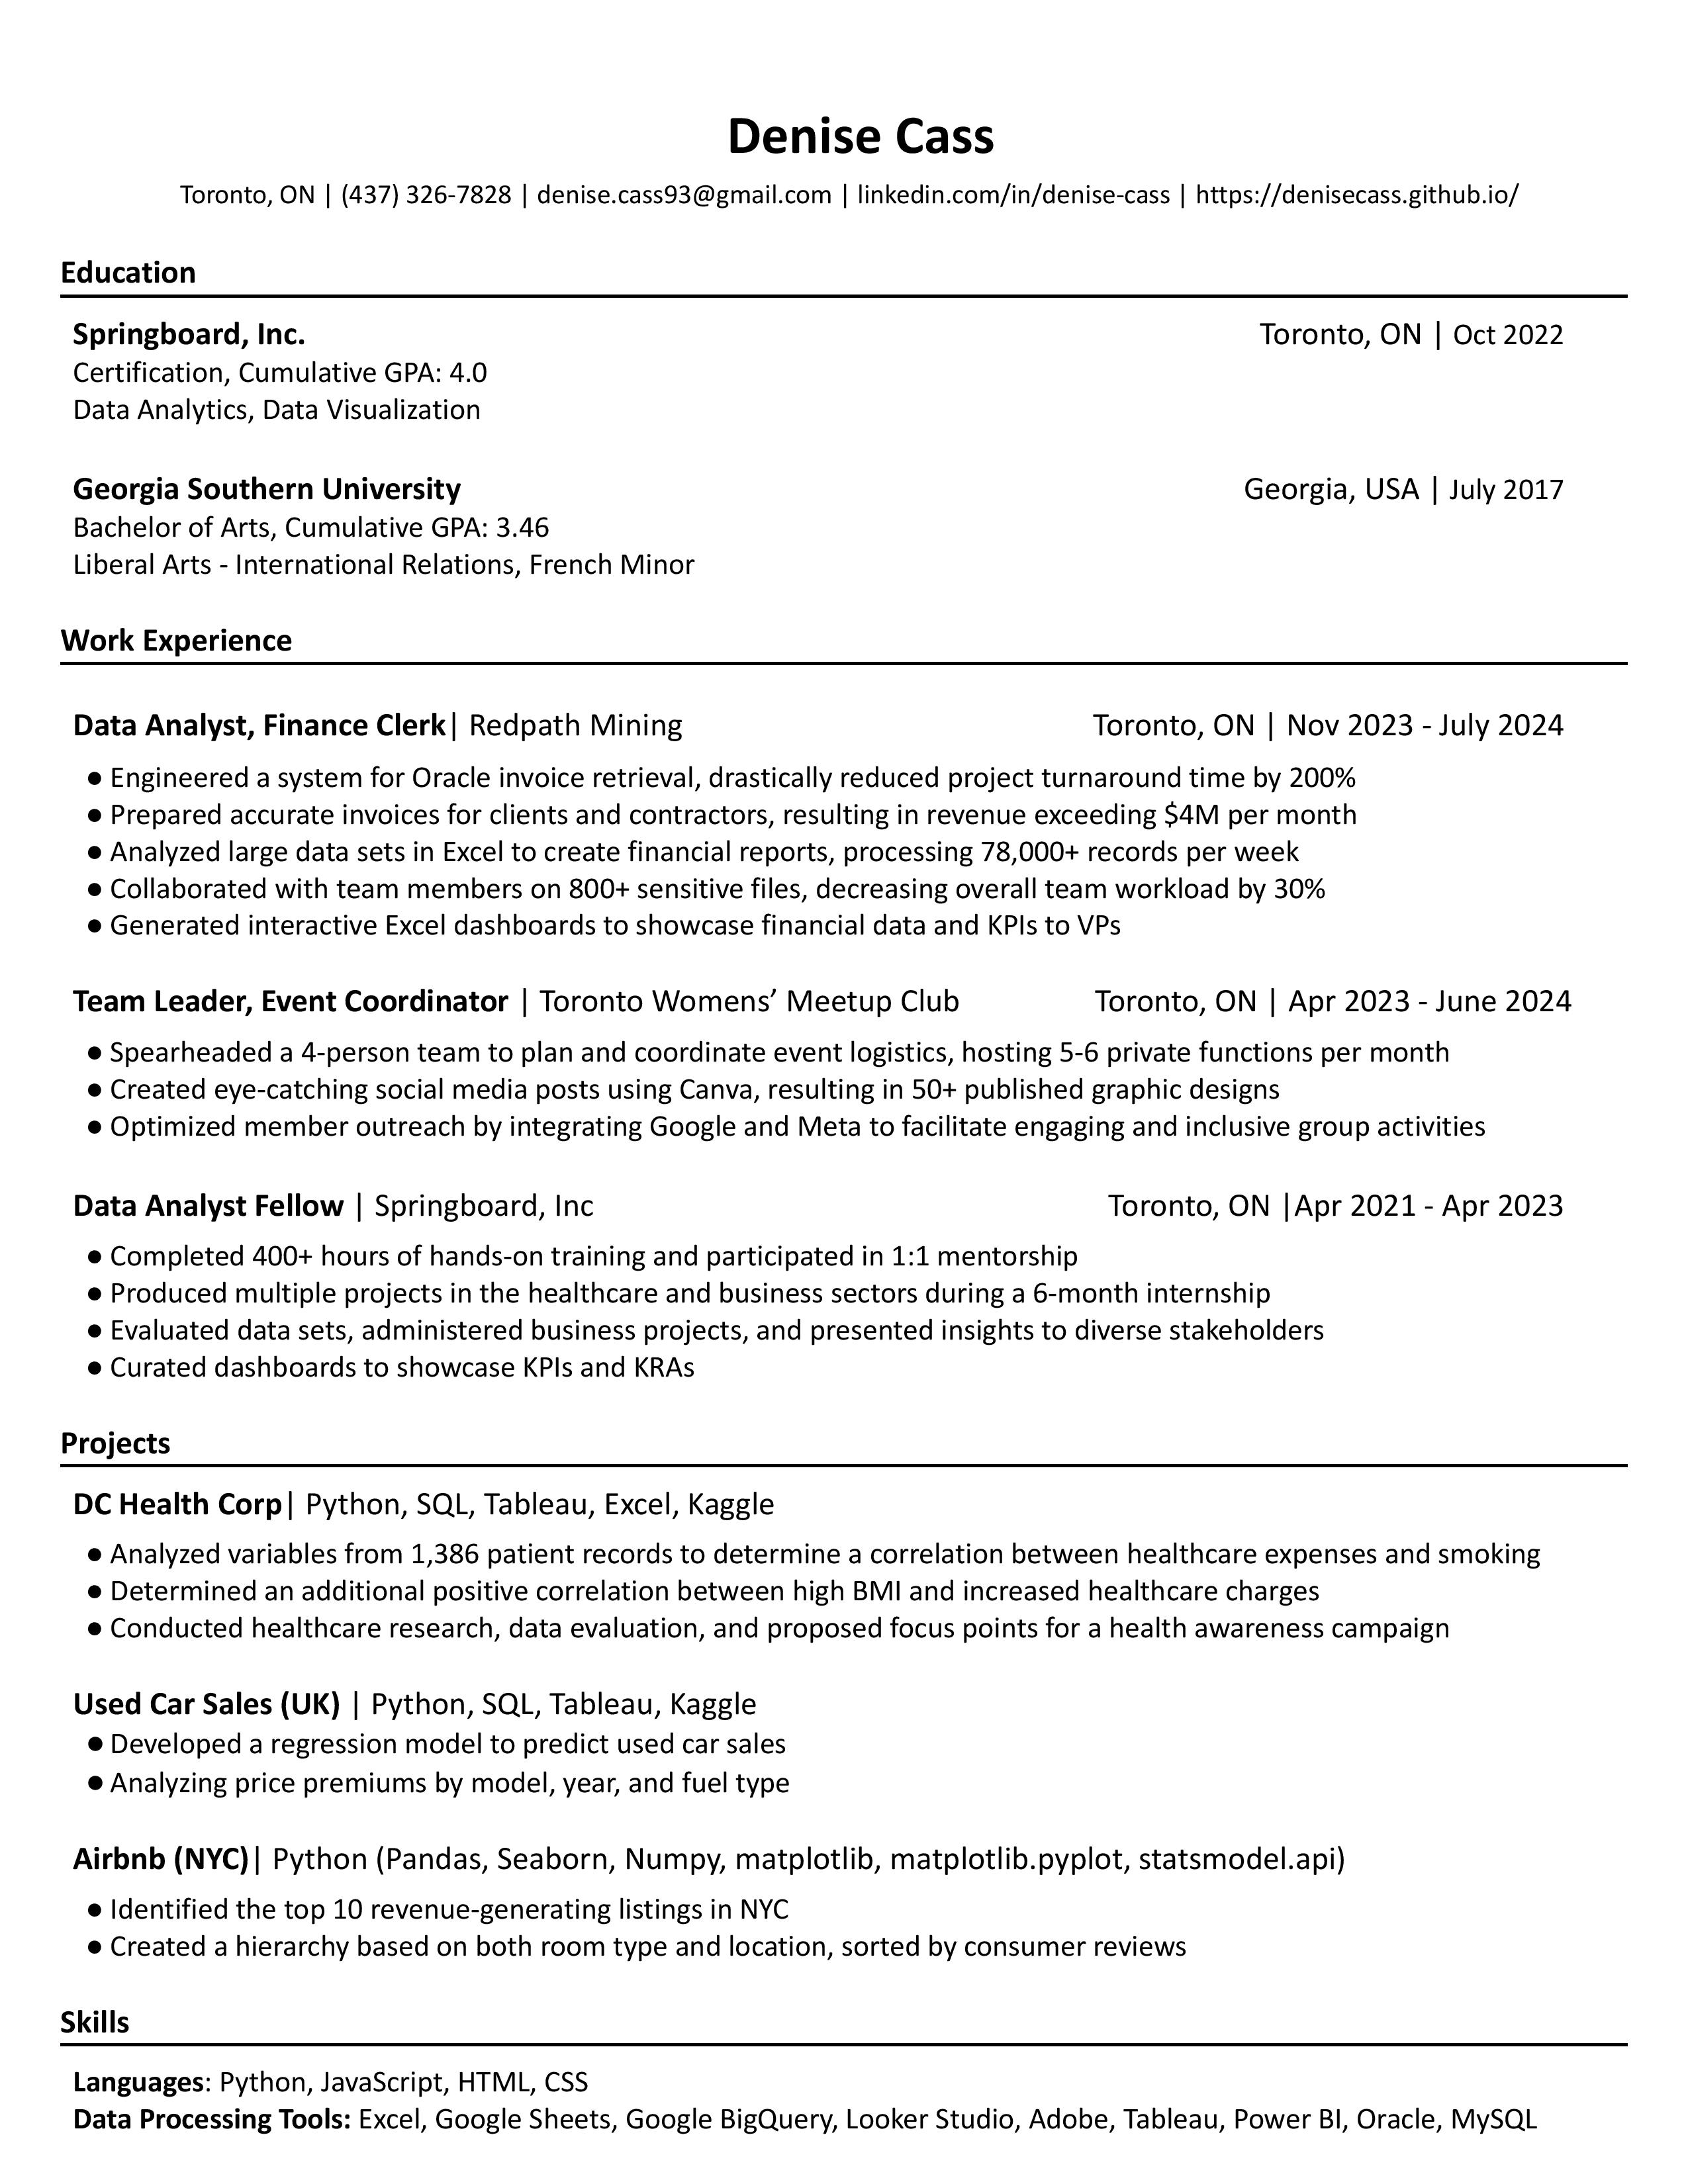 Denise Cass
Toronto, ON | (437) 326-7828 | denise.cass93@gmail.com | linkedin.com/in/denise-cass | https://denisecass.github.io/
Education
Springboard, Inc. Toronto, ON | Oct 2022
Certification, Cumulative GPA: 4.0
Data Analytics, Data Visualization
Georgia Southern University Georgia, USA | July 2017
Bachelor of Arts, Cumulative GPA: 3.46
Liberal Arts - International Relations, French Minor
Work Experience
Data Analyst, Finance Clerk| Redpath Mining Toronto, ON | Nov 2023 - July 2024
● Engineered a system for Oracle invoice retrieval, drastically reduced project turnaround time by 200%
● Prepared accurate invoices for clients and contractors, resulting in revenue exceeding $4M per month
● Analyzed large data sets in Excel to create financial reports, processing 78,000+ records per week
● Collaborated with team members on 800+ sensitive files, decreasing overall team workload by 30%
● Generated interactive Excel dashboards to showcase financial data and KPIs to VPs
Team Leader, Event Coordinator | Toronto Womens’ Meetup Club Toronto, ON | Apr 2023 - June 2024
● Spearheaded a 4-person team to plan and coordinate event logistics, hosting 5-6 private functions per month
● Created eye-catching social media posts using Canva, resulting in 50+ published graphic designs
● Optimized member outreach by integrating Google and Meta to facilitate engaging and inclusive group activities
Data Analyst Fellow | Springboard, Inc Toronto, ON |Apr 2021 - Apr 2023
● Completed 400+ hours of hands-on training and participated in 1:1 mentorship
● Produced multiple projects in the healthcare and business sectors during a 6-month internship
● Evaluated data sets, administered business projects, and presented insights to diverse stakeholders
● Curated dashboards to showcase KPIs and KRAs
Projects
DC Health Corp| Python, SQL, Tableau, Excel, Kaggle
● Analyzed variables from 1,386 patient records to determine a correlation between healthcare expenses and smoking
● Determined an additional positive correlation between high BMI and increased healthcare charges
● Conducted healthcare research, data evaluation, and proposed focus points for a health awareness campaign
Used Car Sales (UK) | Python, SQL, Tableau, Kaggle
● Developed a regression model to predict used car sales
● Analyzing price premiums by model, year, and fuel type
Airbnb (NYC)| Python (Pandas, Seaborn, Numpy, matplotlib, matplotlib.pyplot, statsmodel.api)
● Identified the top 10 revenue-generating listings in NYC
● Created a hierarchy based on both room type and location, sorted by consumer reviews
Skills
Languages: Python, JavaScript, HTML, CSS
Data Processing Tools: Excel, Google Sheets, Google BigQuery, Looker Studio, Adobe, Tableau, Power BI, Oracle, MySQL